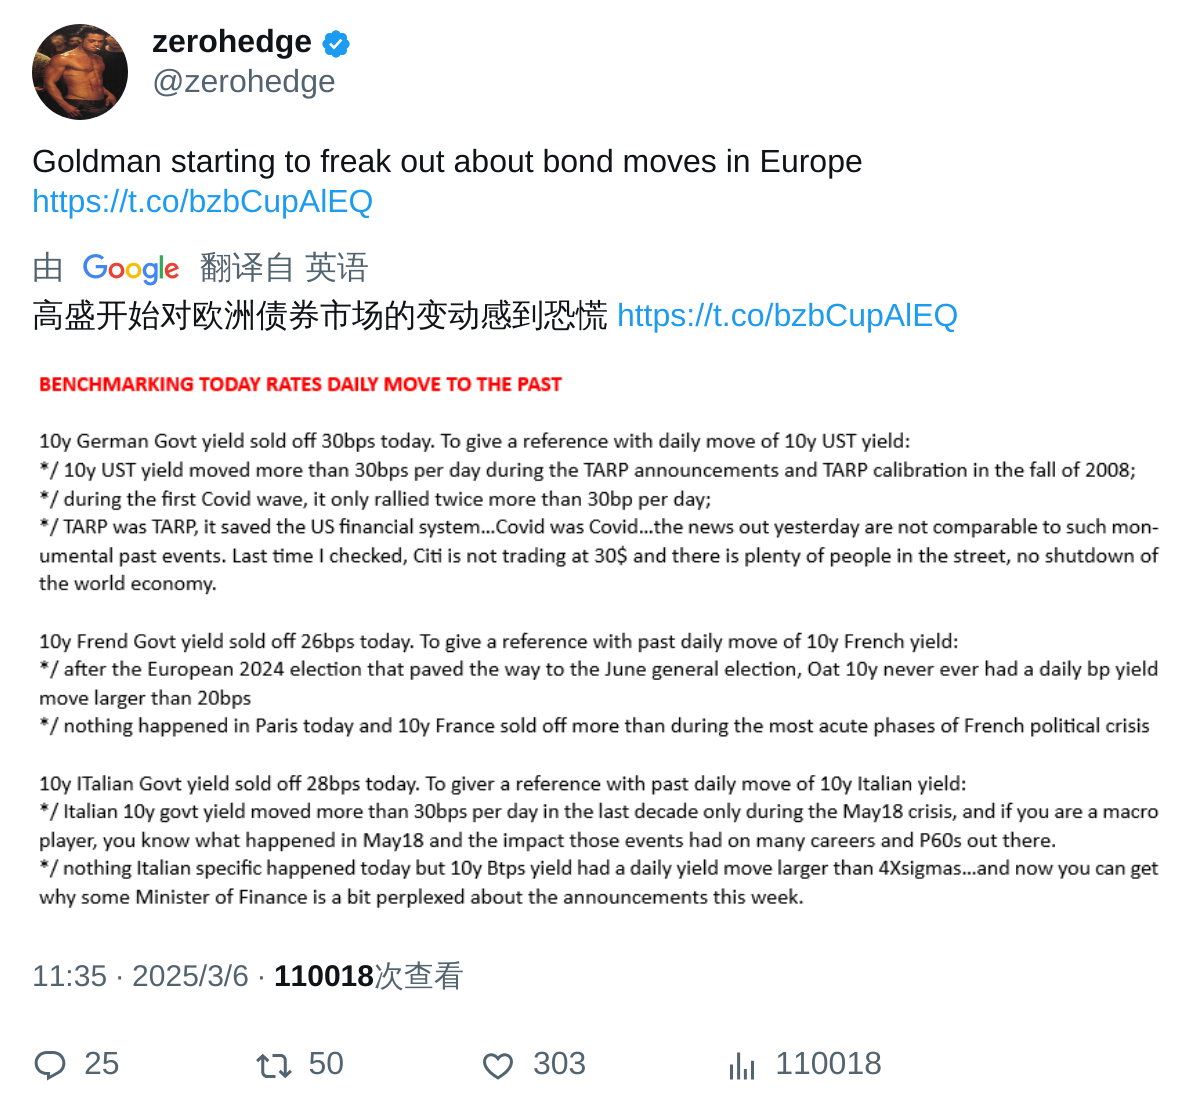 zerohedge
@zerohedge
Goldman starting to freak out about bond moves in Europe
https://t.co/bzbCupAlEQ
由 Google 翻译自 英语
高盛开始对欧洲债券市场的变动感到恐慌 https://t.co/bzbCupAlEQ
BENCHMARKING TODAY RATES DAILY MOVE TO THE PAST
10y German Govt yield sold off 30bps today. To give a reference with daily move of 10y UST yield:
*/ 10y UST yield moved more than 30bps per day during the TARP announcements and TARP calibration in the fall of 2008;
*/ during the first Covid wave, it only rallied twice more than 30bp per day;
*/ TARP was TARP, it saved the US financial system...Covid was Covid...the news out yesterday are not comparable to such mon-
umental past events. Last time I checked, Citi is not trading at 30$ and there is plenty of people in the street, no shutdown of
the world economy.
10y Frend Govt yield sold off 26bps today. To give a reference with past daily move of 10y French yield:
*/ after the European 2024 election that paved the way to the June general election, Oat 10y never ever had a daily bp yield
move larger than 20bps
*/ nothing happened in Paris today and 10y France sold off more than during the most acute phases of French political crisis
10y ITalian Govt yield sold off 28bps today. To giver a reference with past daily move of 10y Italian yield:
*/ Italian 10y govt yield moved more than 30bps per day in the last decade only during the May18 crisis, and if you are a macro
player, you know what happened in May18 and the impact those events had on many careers and P60s out there.
*/ nothing Italian specific happened today but 10y Btps yield had a daily yield move larger than 4Xsigmas...and now you can get
why some Minister of Finance is a bit perplexed about the announcements this week.
11:35 · 2025/3/6 · 110018次查看
25 50 303 110018